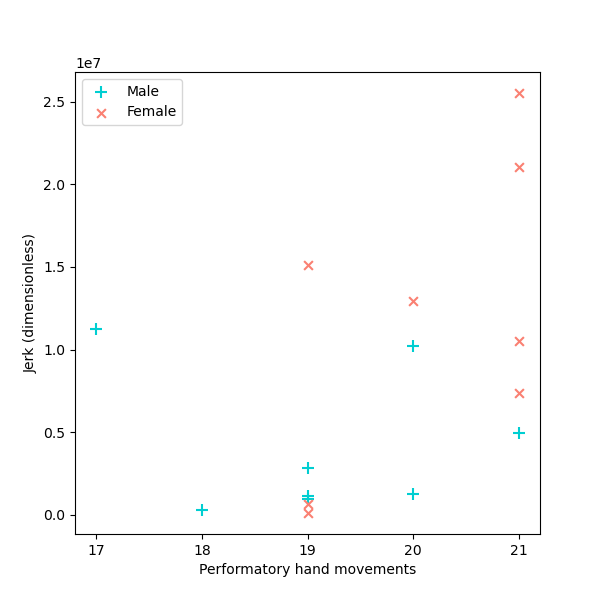 1e7
Male
Female
2.5
2.0
1.5
1.0
0.5
0.0
Jerk (dimensionless)
17 18 19 20 21
Performatory hand movements